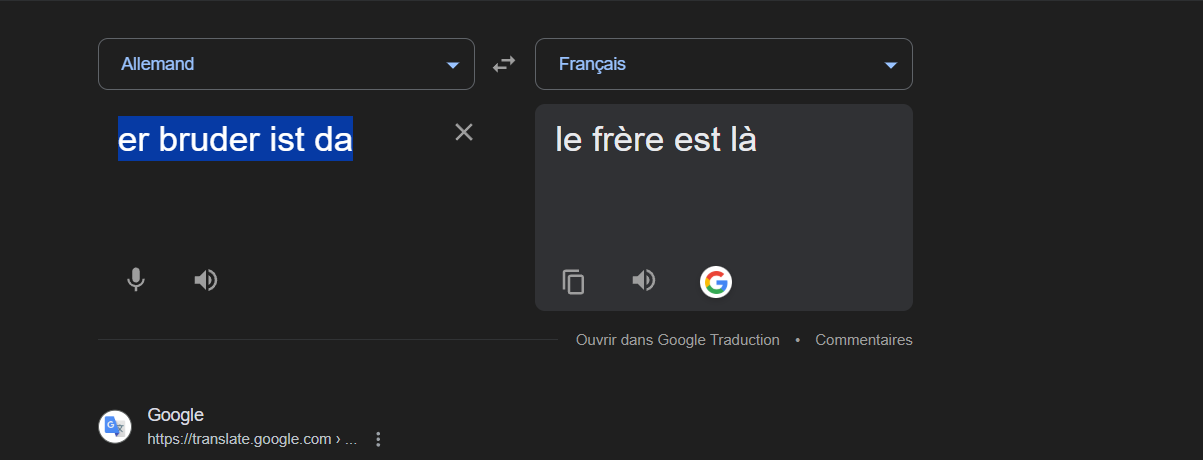 Allemand
Français
er bruder ist da
le frère est là
Ouvrir dans Google Traduction • Commentaires
Google
https://translate.google.com › ...